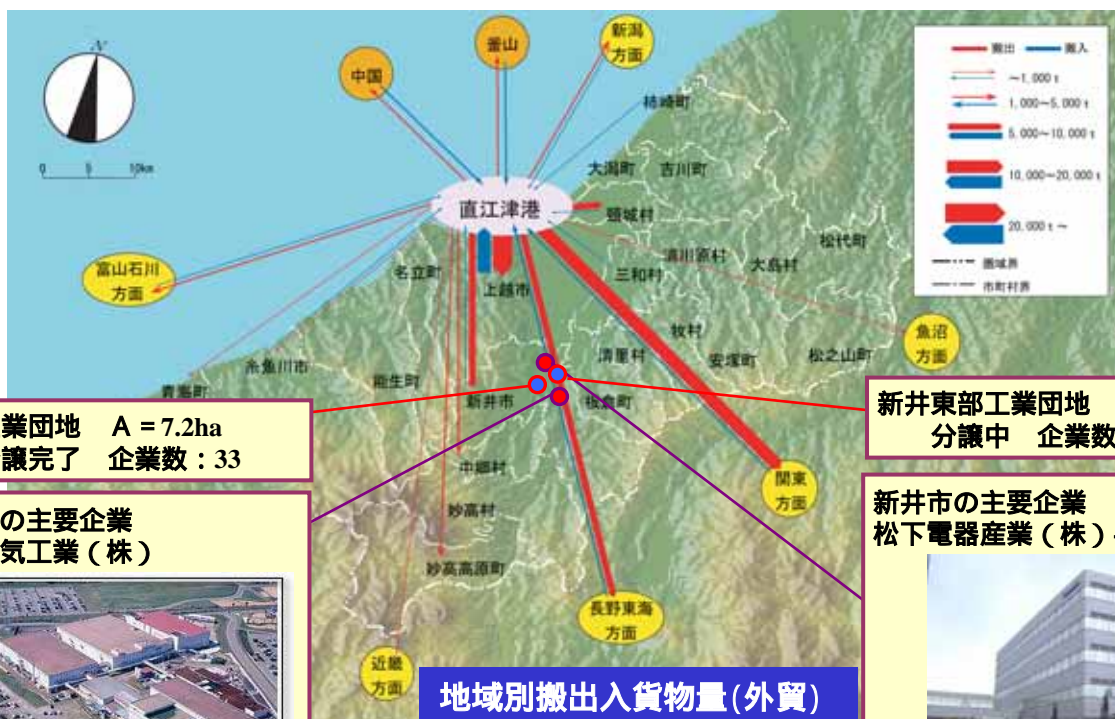 N
0 5 10km
中国
釜山
新潟
方面
搬出 搬入
～1,000 t
1,000～5,000 t
5,000～10,000 t
10,000～20,000 t
20,000 t ～
圏域界
市町村界
柿崎町
大潟町 吉川町
直江津港
頸城村
富山石川
方面
名立町
上越市
三和村
浦川原村
大島村
松代町
糸魚川市
青海町
能生町
新井市
清里村
牧村
安塚町
松之山町
魚沼
方面
板倉町
業団地 A = 7.2ha
譲完了 企業数：33
新井東部工業団地
分譲中 企業数
中郷村
妙高村
妙高高原町
関東
方面
の主要企業
気工業（株）
新井市の主要企業
松下電器産業（株）
長野東海
方面
近畿
方面
地域別搬出入貨物量(外貿)